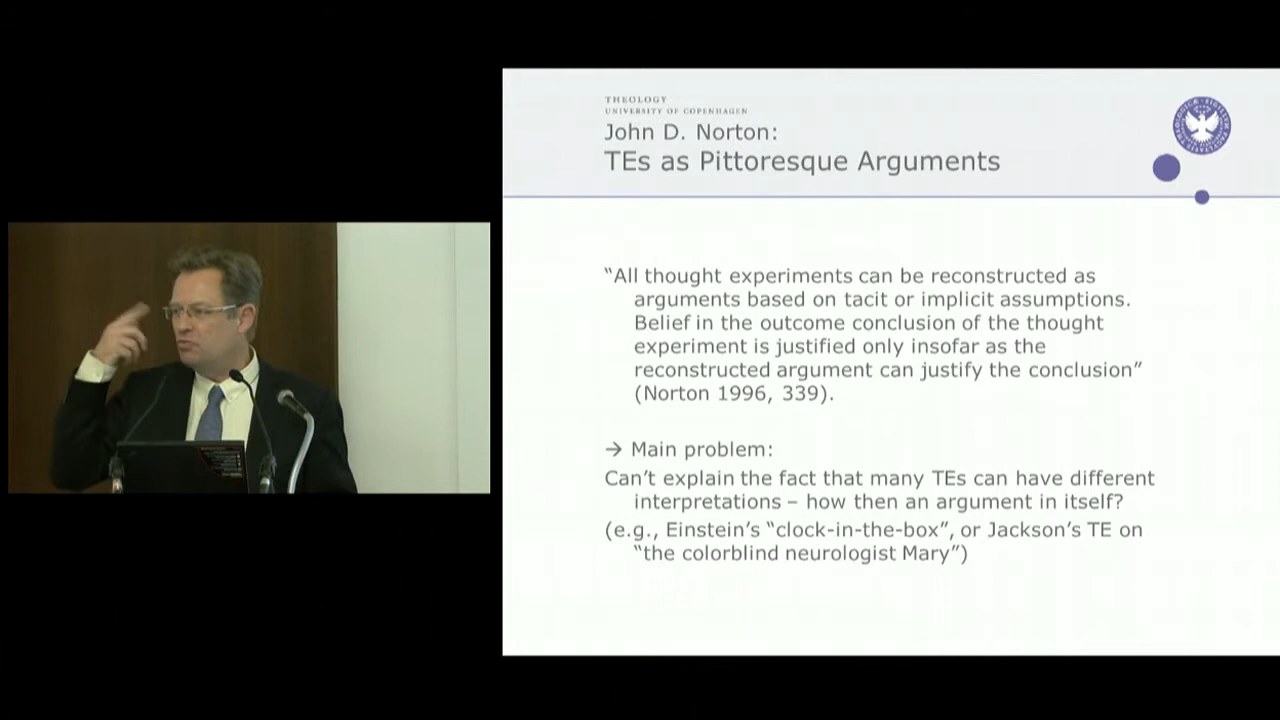 THEOLOGY
UNIVERSITY OF COPENHAGEN
John D. Norton:
TEs as Pittoresque Arguments
“All thought experiments can be reconstructed as
arguments based on tacit or implicit assumptions.
Belief in the outcome conclusion of the thought
experiment is justified only insofar as the
reconstructed argument can justify the conclusion”
(Norton 1996, 339).
→ Main problem:
Can’t explain the fact that many TEs can have different
interpretations – how then an argument in itself?
(e.g., Einstein’s “clock-in-the-box”, or Jackson’s TE on
“the colorblind neurologist Mary”)